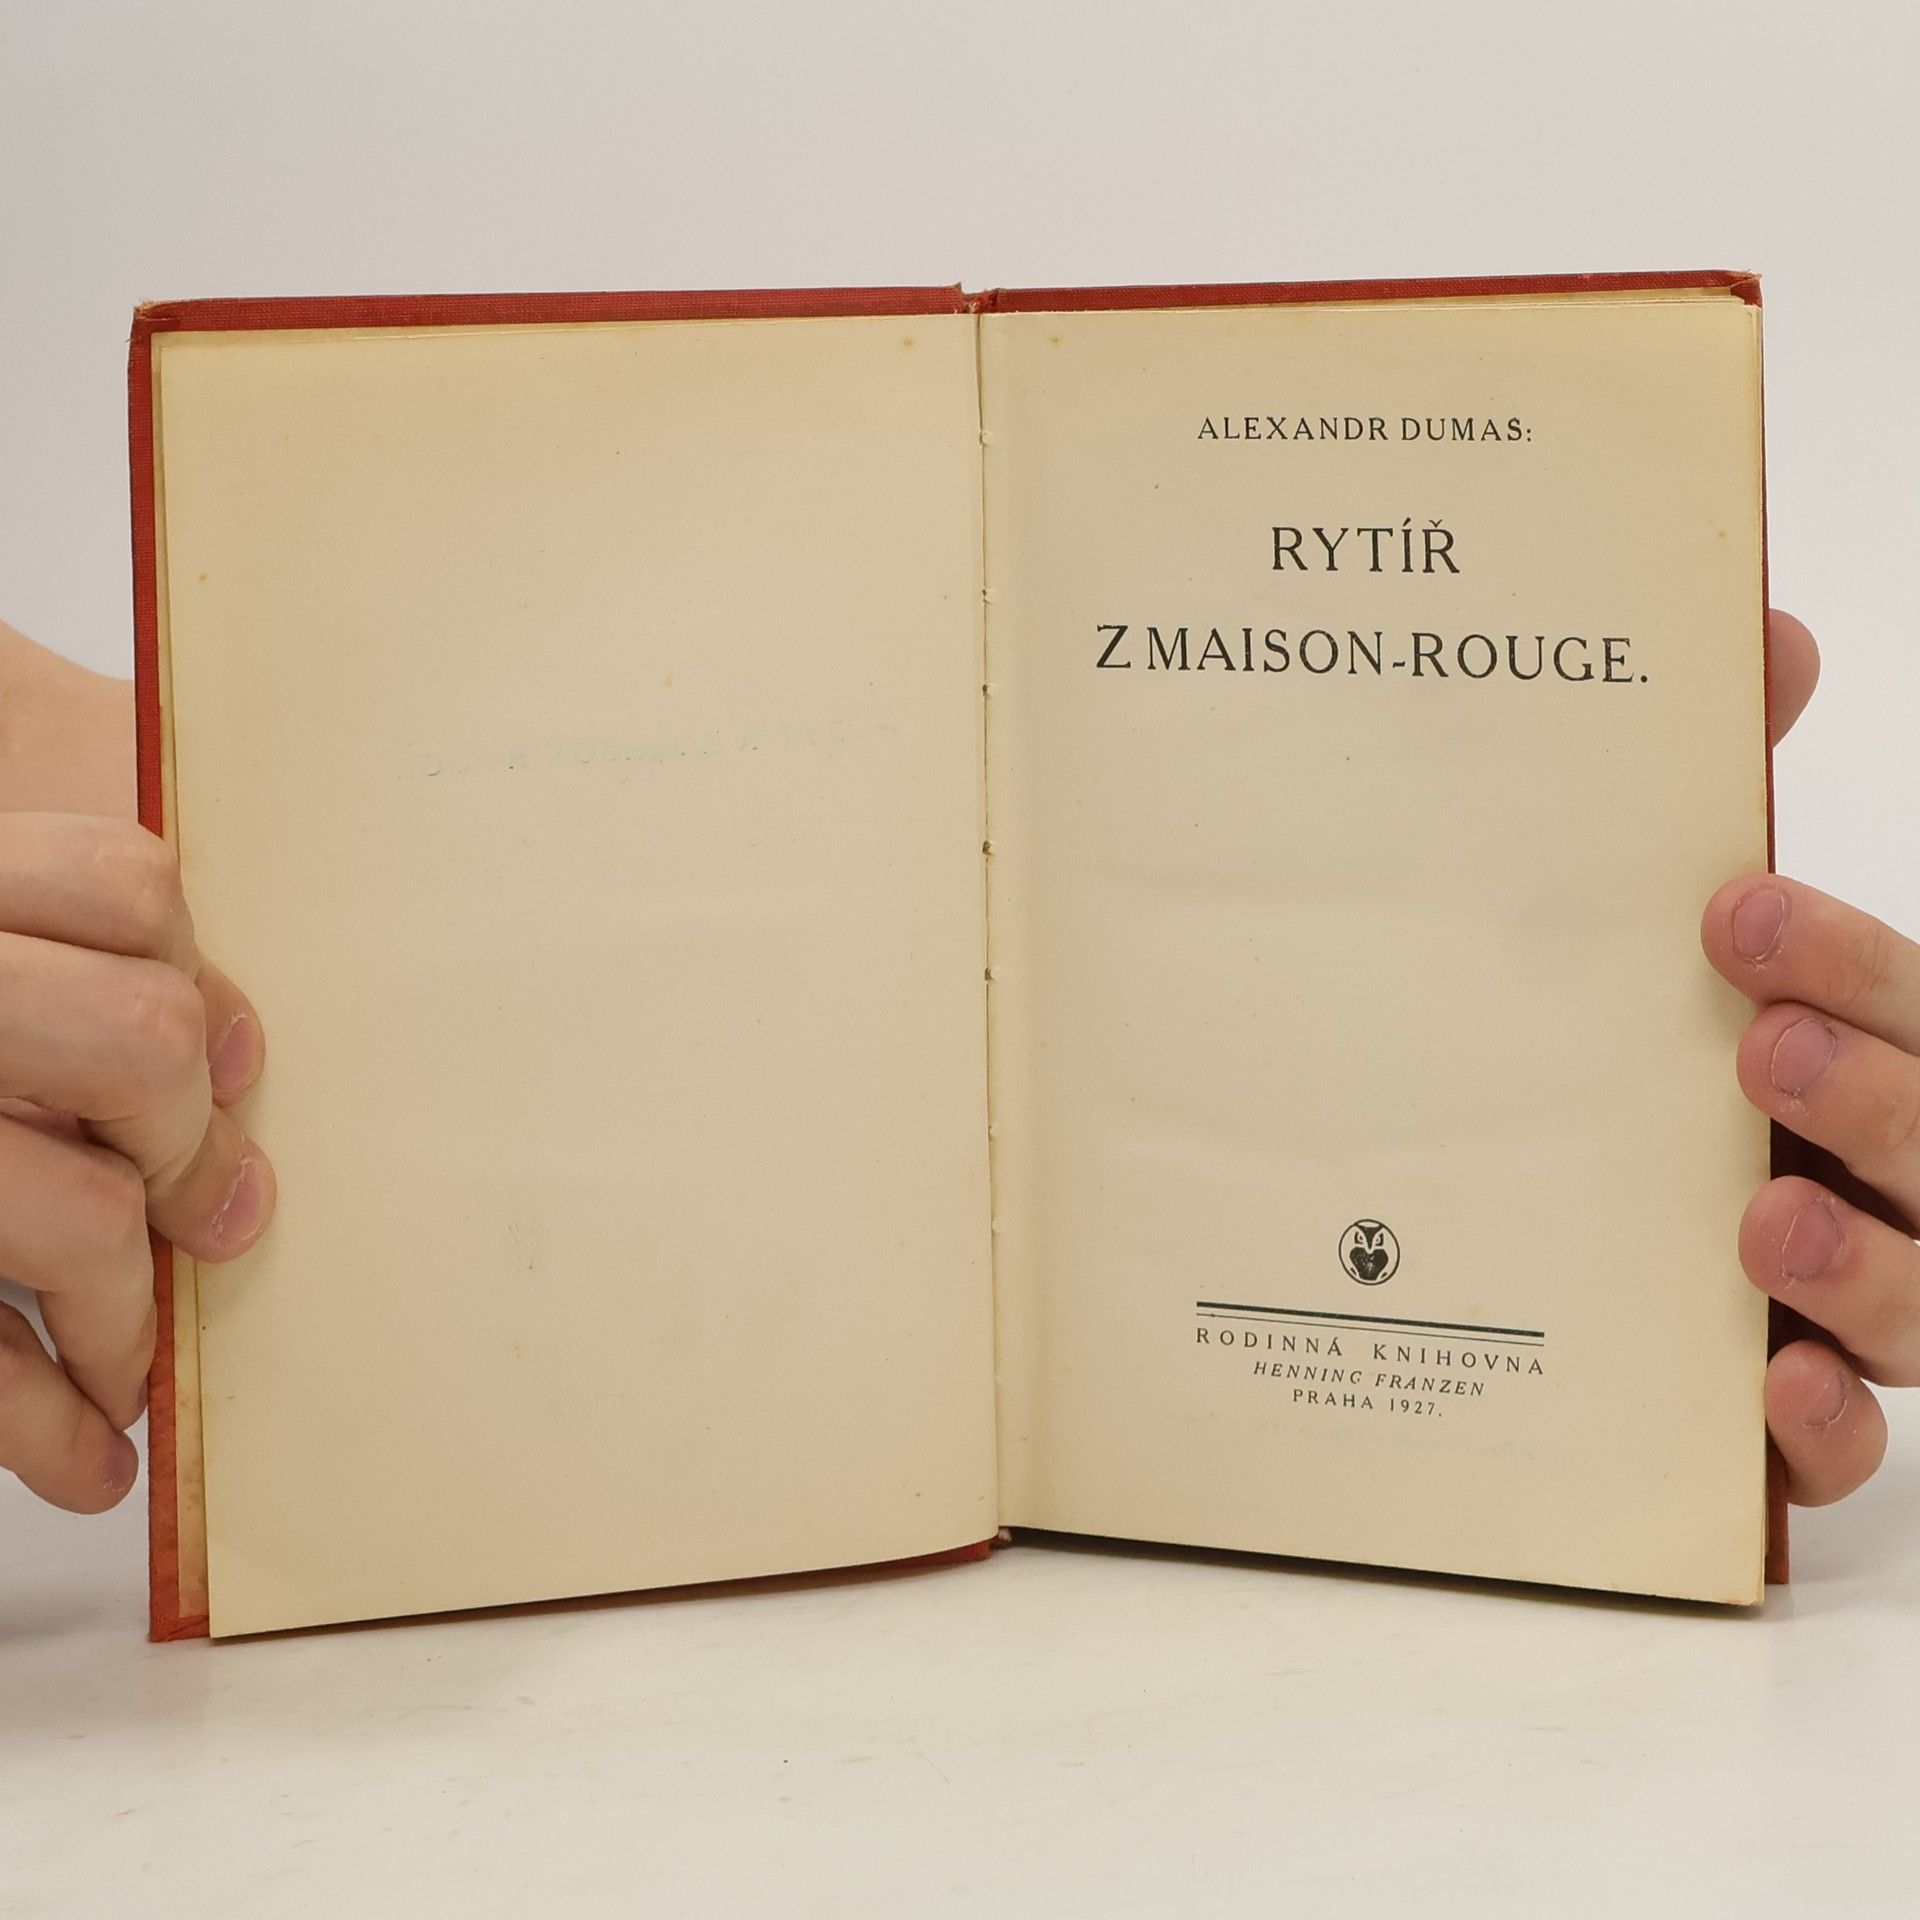 ALEXANDR DUMAS:
RYTÍŘ
Z MAISON-ROUGE.
RODINNÁ KNIHOVNA
HENNING FRANZEN
PRAHA 1927.